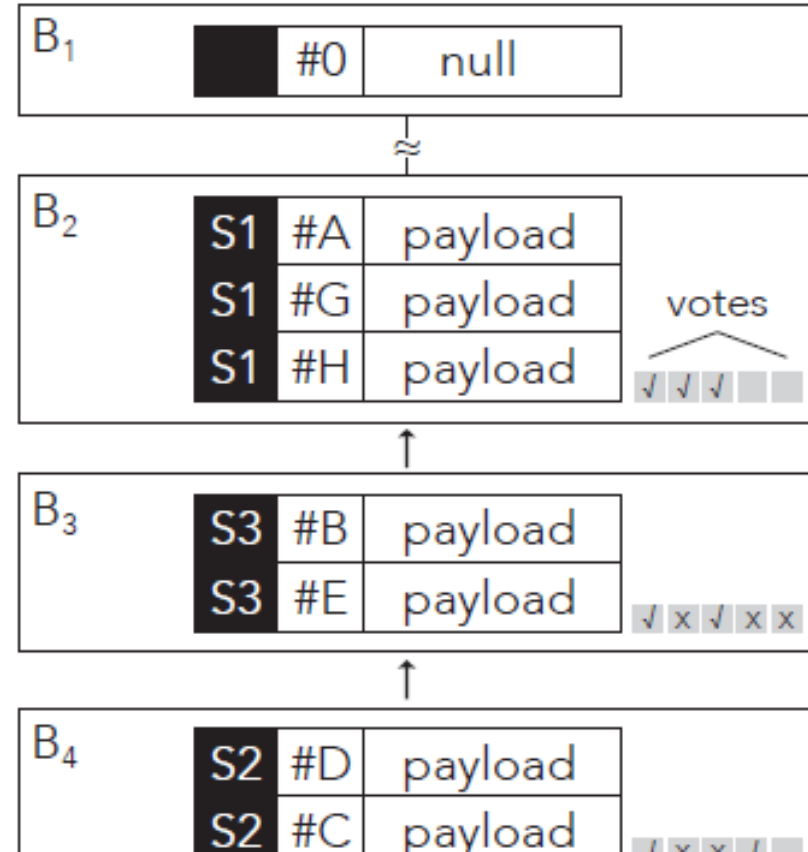 B₁ #0 null
≈
B₂ S1 #A payload
S1 #G payload
votes
S1 #H payload
√ √ √
↑
B₃ S3 #B payload
S3 #E payload
√ x √ x x
↑
B₄ S2 #D payload
S2 #C payload
√ x x √